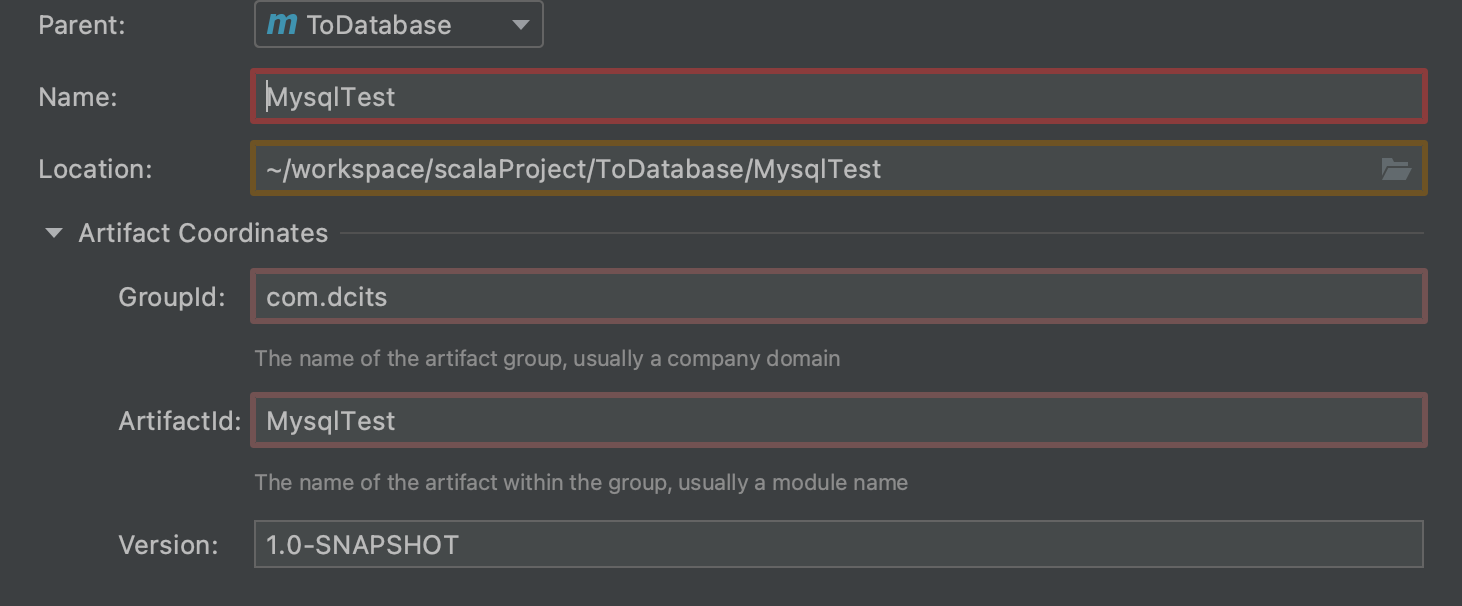 Parent: m ToDatabase
Name: MysqlTest
Location: ~/workspace/scalaProject/ToDatabase/MysqlTest
Artifact Coordinates
GroupId: com.dcits
The name of the artifact group, usually a company domain
ArtifactId: MysqlTest
The name of the artifact within the group, usually a module name
Version: 1.0-SNAPSHOT